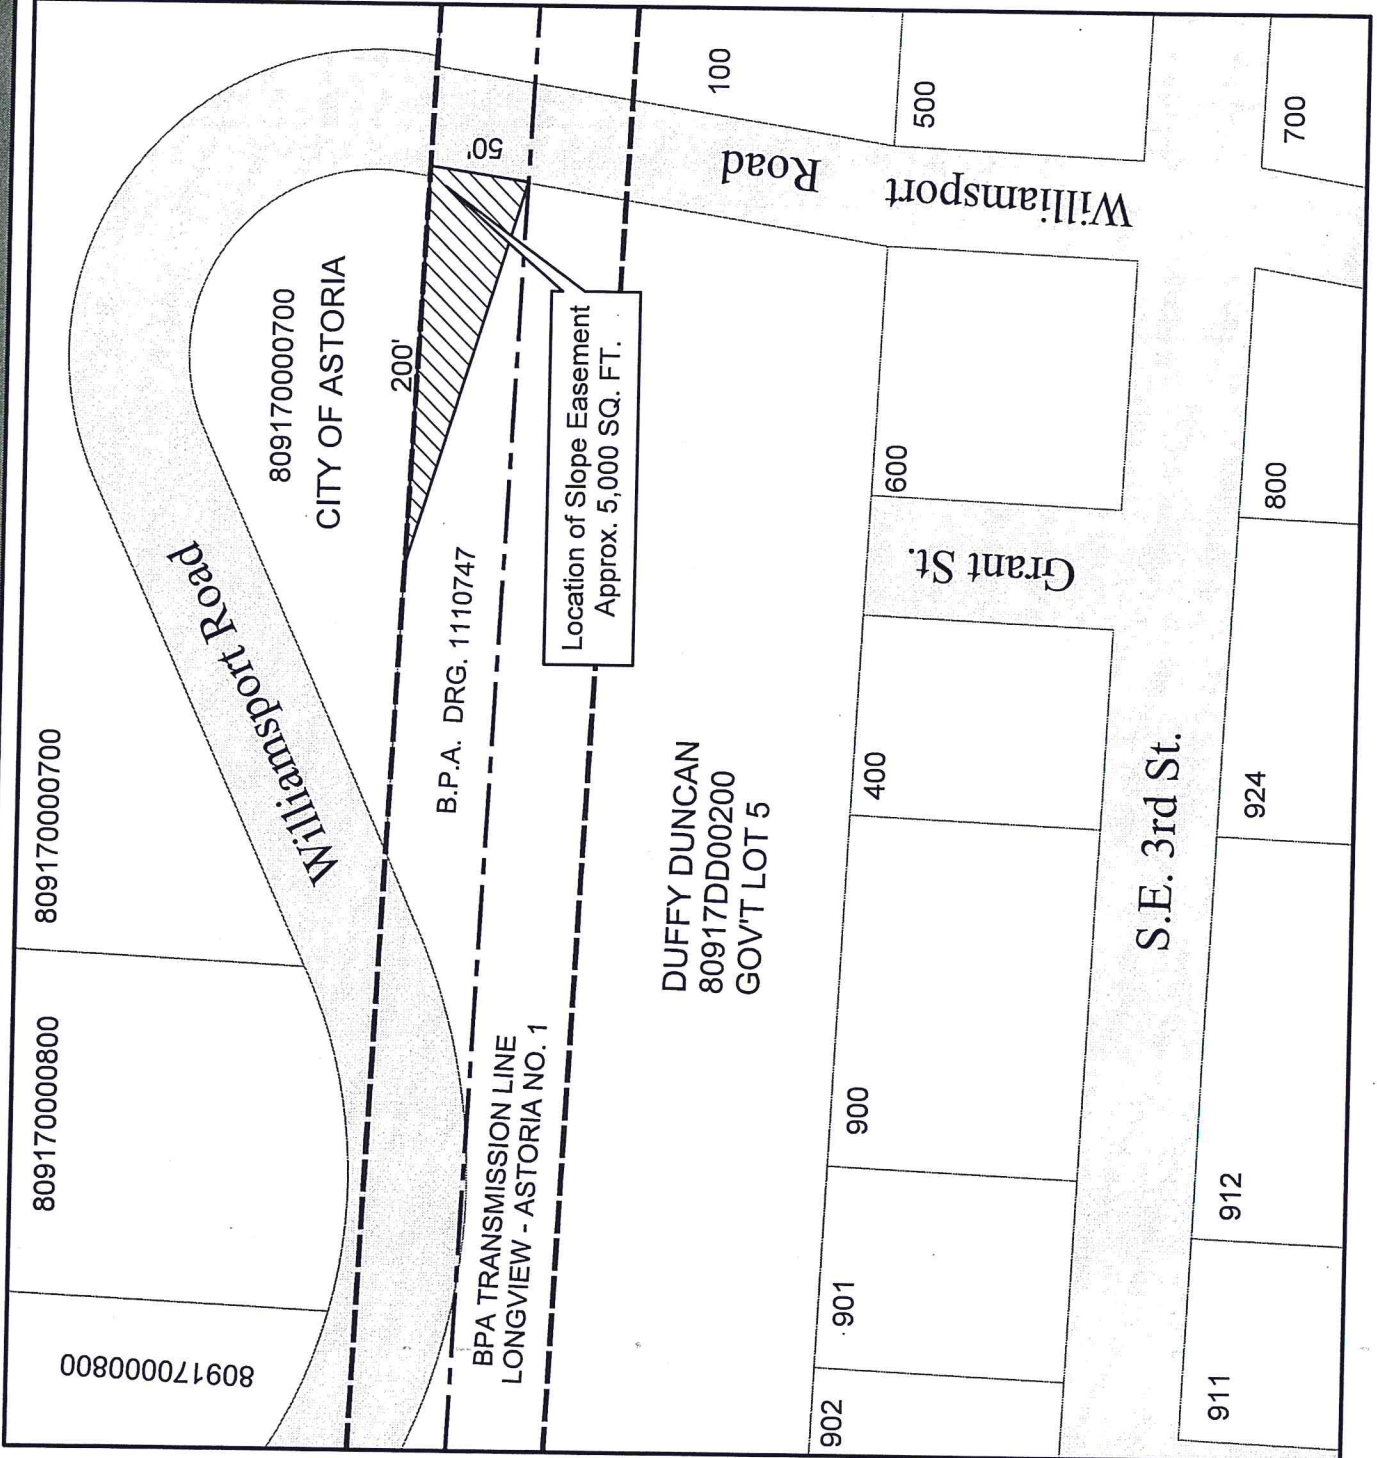 809170000800
809170000800
809170000700
Williamsport Road
809170000700
CITY OF ASTORIA
200'
50'
B.P.A. DRG. 1110747
BPA TRANSMISSION LINE
LONGVIEW - ASTORIA NO. 1
Location of Slope Easement
Approx. 5,000 SQ. FT.
DUFFY DUNCAN
80917DD00200
GOV'T LOT 5
100
Williamsport Road
500
600
400
900
901
902
Grant St.
S.E. 3rd St.
700
800
924
912
911